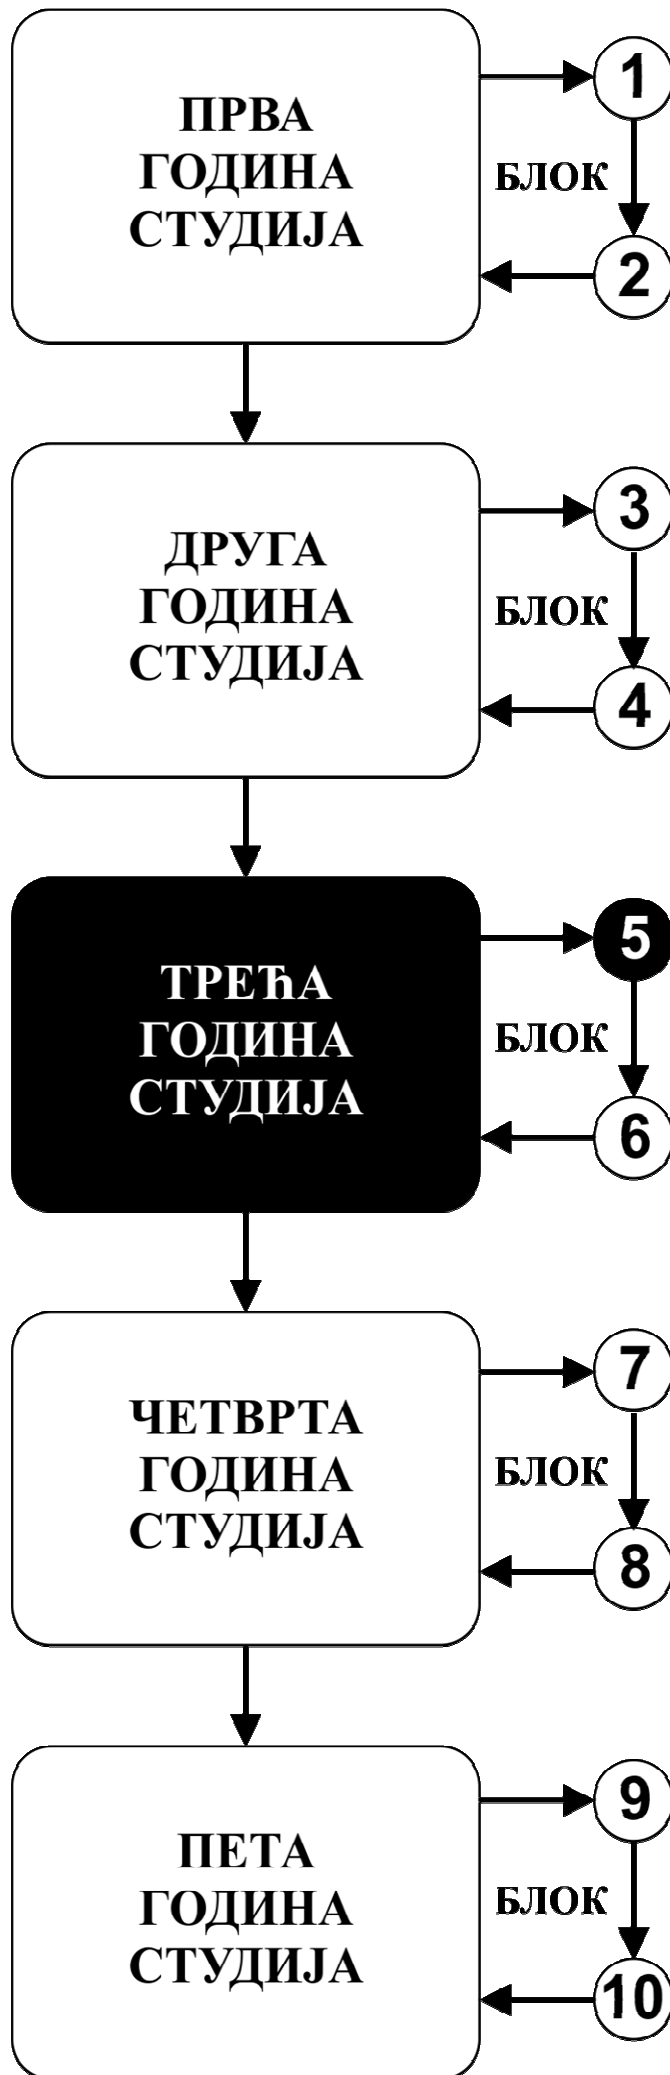 ПРВА
ГОДИНА
СТУДИЈА
1
БЛОК
2
ДРУГА
ГОДИНА
СТУДИЈА
3
БЛОК
4
ТРЕЋА
ГОДИНА
СТУДИЈА
5
БЛОК
6
ЧЕТВРТА
ГОДИНА
СТУДИЈА
7
БЛОК
8
ПЕТА
ГОДИНА
СТУДИЈА
9
БЛОК
10